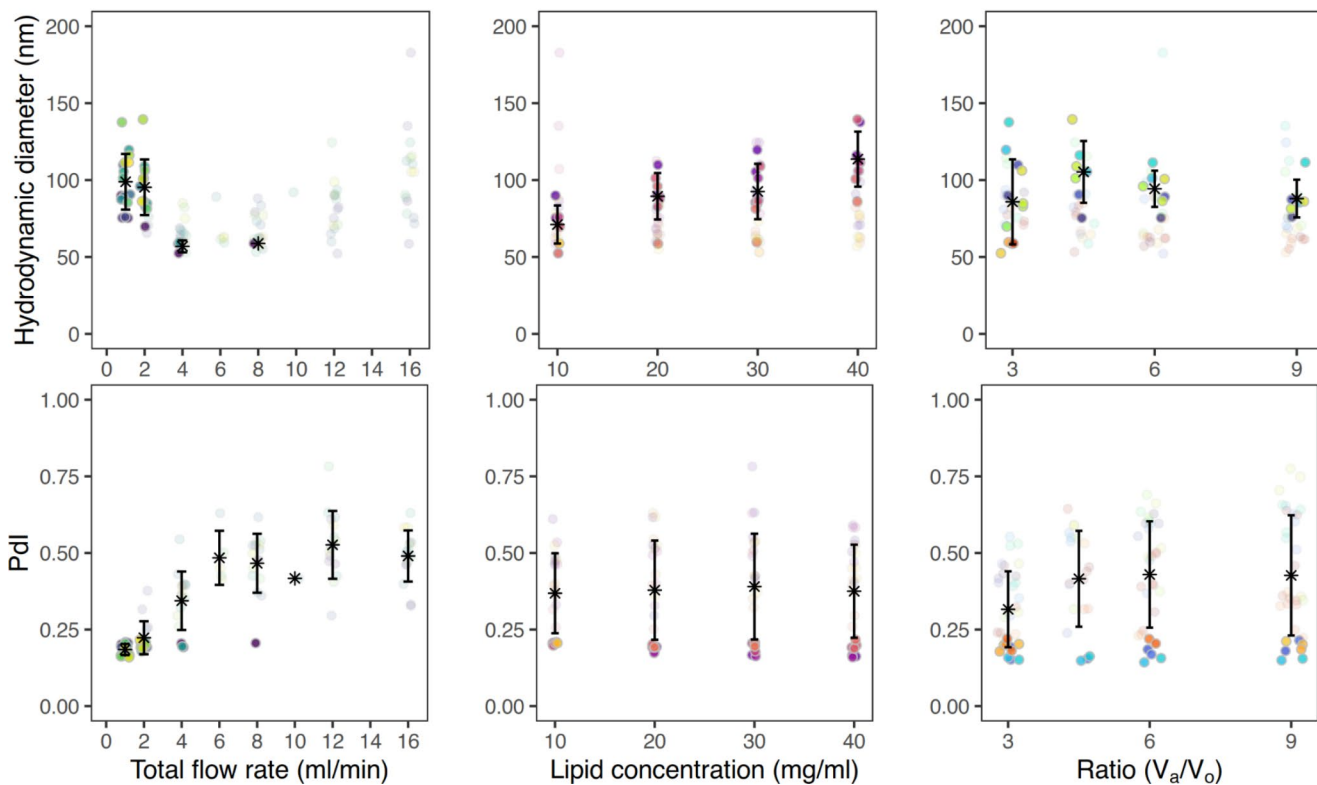 Hydrodynamic diameter (nm)
200
150
100
50
0
0 2 4 6 8 10 12 14 16
200
150
100
50
0
10 20 30 40
200
150
100
50
0
3 6 9
PdI
1.00
0.75
0.50
0.25
0.00
0 2 4 6 8 10 12 14 16
Total flow rate (ml/min)
1.00
0.75
0.50
0.25
0.00
10 20 30 40
Lipid concentration (mg/ml)
1.00
0.75
0.50
0.25
0.00
3 6 9
Ratio (Va/Vo)